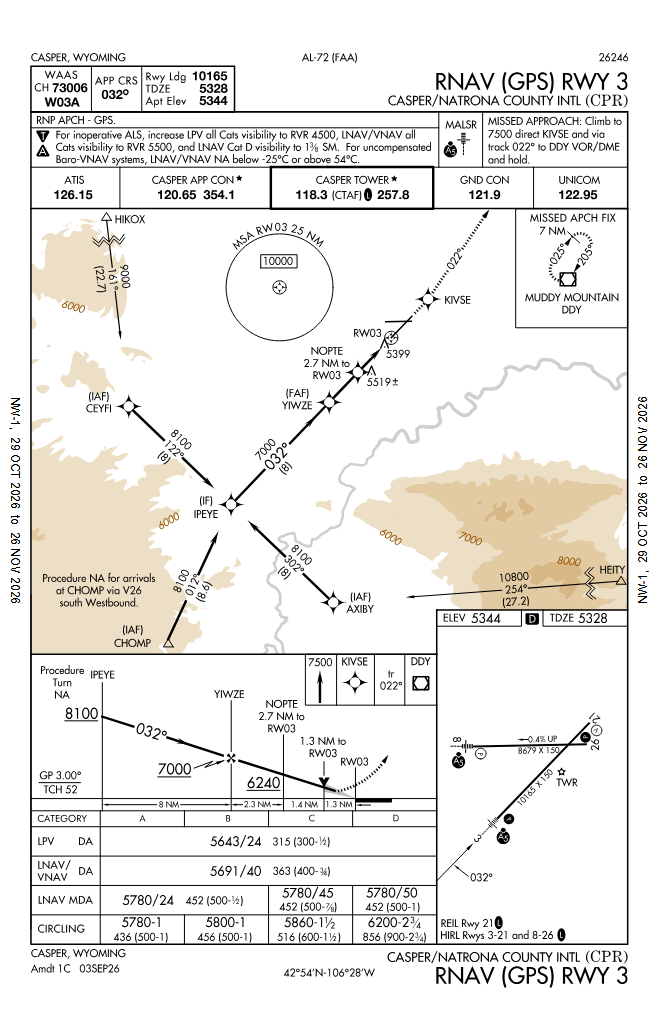 CASPER, WYOMING
AL-72 (FAA)
26246
WAAS
CH 73006
W03A
APP CRS
032°
Rwy Ldg 10165
TDZE 5328
Apt Elev 5344
RNAV (GPS) RWY 3
CASPER/NATRONA COUNTY INTL (CPR)
RNP APCH - GPS.
T
A
For inoperative ALS, increase LPV all Cats visibility to RVR 4500, LNAV/VNAV all
Cats visibility to RVR 5500, and LNAV Cat D visibility to 1⅜ SM. For uncompensated
Baro-VNAV systems, LNAV/VNAV NA below -25°C or above 54°C.
MALSR
A5
MISSED APPROACH: Climb to
7500 direct KIVSE and via
track 022° to DDY VOR/DME
and hold.
ATIS
126.15
CASPER APP CON★
120.65 354.1
CASPER TOWER★
118.3 (CTAF) L 257.8
GND CON
121.9
UNICOM
122.95
HIKOX
9000
161°
(22.7)
6000
MSA RW03 25 NM
10000
022°
MISSED APCH FIX
7 NM
025°
205°
MUDDY MOUNTAIN
DDY
KIVSE
RW03
5399
NOPTE
2.7 NM to
RW03
5519±
(FAF)
YIWZE
(IAF)
CEYFI
8100
122°
(8)
7000
032°
(8)
(IF)
IPEYE
6000
6000
7000
8000
8100
302°
(8)
10800
254°
(27.2)
HEITY
Procedure NA for arrivals
at CHOMP via V26
south Westbound.
8100
012°
(8.6)
(IAF)
CHOMP
(IAF)
AXIBY
ELEV 5344
D
TDZE 5328
Procedure
Turn
NA
IPEYE
8100
032°
YIWZE
7000
NOPTE
2.7 NM to
RW03
6240
1.3 NM to
RW03
RW03
7500
KIVSE
tr
022°
DDY
GP 3.00°
TCH 52
8 NM
2.3 NM
1.4 NM
1.3 NM
8
A5
P
0.4% UP
8679 X 150
21
V
P
26
10165 X 150
TWR
3
P
A5
032°
REIL Rwy 21 L
HIRL Rwys 3-21 and 8-26 L
CATEGORY
A
B
C
D
LPV DA
5643/24 315 (300-½)
LNAV/
VNAV DA
5691/40 363 (400-¾)
LNAV MDA
5780/24 452 (500-½)
5780/45
452 (500-⅞)
5780/50
452 (500-1)
CIRCLING
5780-1
436 (500-1)
5800-1
456 (500-1)
5860-1½
516 (600-1½)
6200-2¾
856 (900-2¾)
CASPER, WYOMING
Amdt 1C 03SEP26
42°54'N-106°28'W
CASPER/NATRONA COUNTY INTL (CPR)
RNAV (GPS) RWY 3
NW-1, 29 OCT 2026 to 26 NOV 2026
NW-1, 29 OCT 2026 to 26 NOV 2026